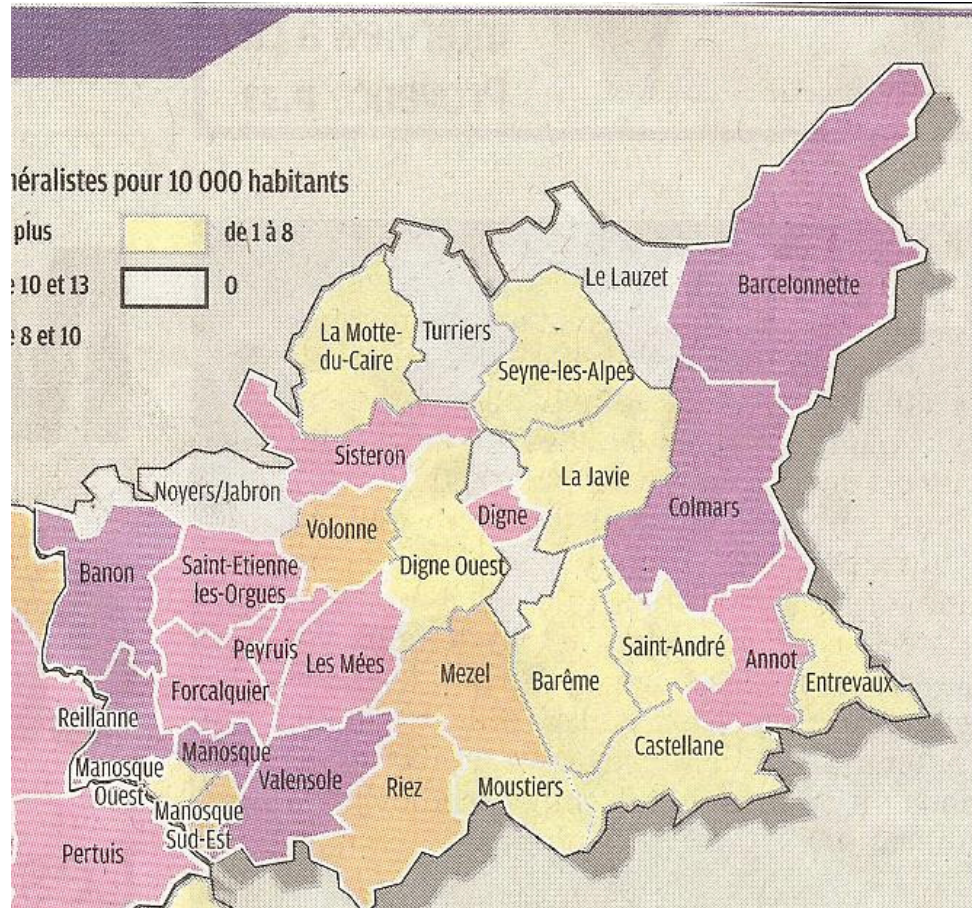 néralistes pour 10 000 habitants
plus
de 1 à 8
10 et 13
0
8 et 10
Le Lauzet
Barcelonnette
La Motte-
du-Caire
Turriers
Seyne-les-Alpes
Sisteron
La Javie
Noyers/Jabron
Colmars
Volonne
Digne
Banon
Saint-Etienne
les-Orgues
Digne Ouest
Peyruis
Les Mées
Mezel
Saint-André
Annot
Forcalquier
Barême
Entrevaux
Reillanne
Manosque
Castellane
Manosque
Ouest
Valensole
Riez
Moustiers
Manosque
Sud-Est
Pertuis